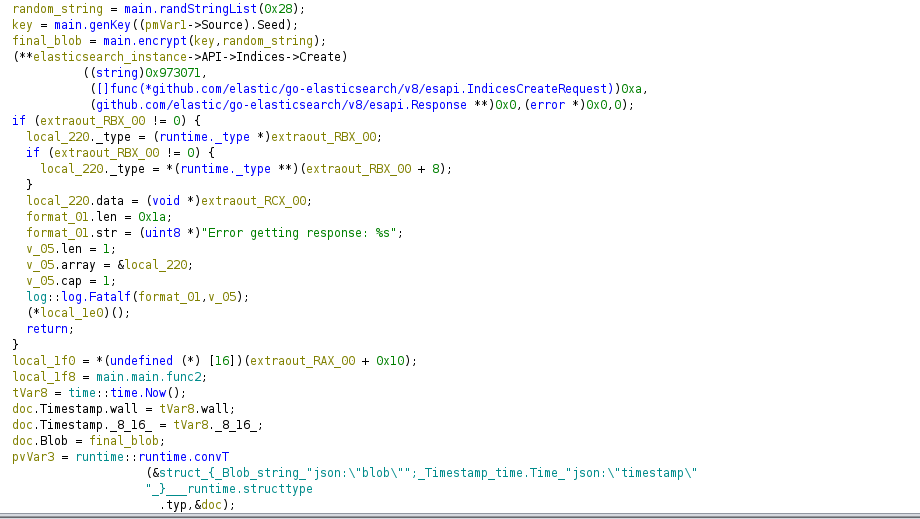 random_string = main.randStringList(0x28);
key = main.genKey((pmVar1->Source).Seed);
final_blob = main.encrypt(key,random_string);
(**elasticsearch_instance->API->Indices->Create)
((string)0x973071,
([]func(*github.com/elastic/go-elasticsearch/v8/esapi.IndicesCreateRequest))0xa,
(github.com/elastic/go-elasticsearch/v8/esapi.Response **)0x0,(error *)0x0,0);
if (extraout_RBX_00 != 0) {
local_220._type = (runtime._type *)extraout_RBX_00;
if (extraout_RBX_00 != 0) {
local_220._type = *(runtime._type **)(extraout_RBX_00 + 8);
}
local_220.data = (void *)extraout_RCX_00;
format_01.len = 0x1a;
format_01.str = (uint8 *)"Error getting response: %s";
v_05.len = 1;
v_05.array = &local_220;
v_05.cap = 1;
log::log.Fatalf(format_01,v_05);
(*local_1e0)();
return;
}
local_1f0 = *(undefined (*) [16])(extraout_RAX_00 + 0x10);
local_1f8 = main.main.func2;
tVar8 = time::time.Now();
doc.Timestamp.wall = tVar8.wall;
doc.Timestamp._8_16_ = tVar8._8_16_;
doc.Blob = final_blob;
pvVar3 = runtime::runtime.convT
(&struct_{_Blob_string_"json:\"blob\"";_Timestamp_time.Time_"json:\"timestamp\"
"_}___runtime.structtype
.typ,&doc);